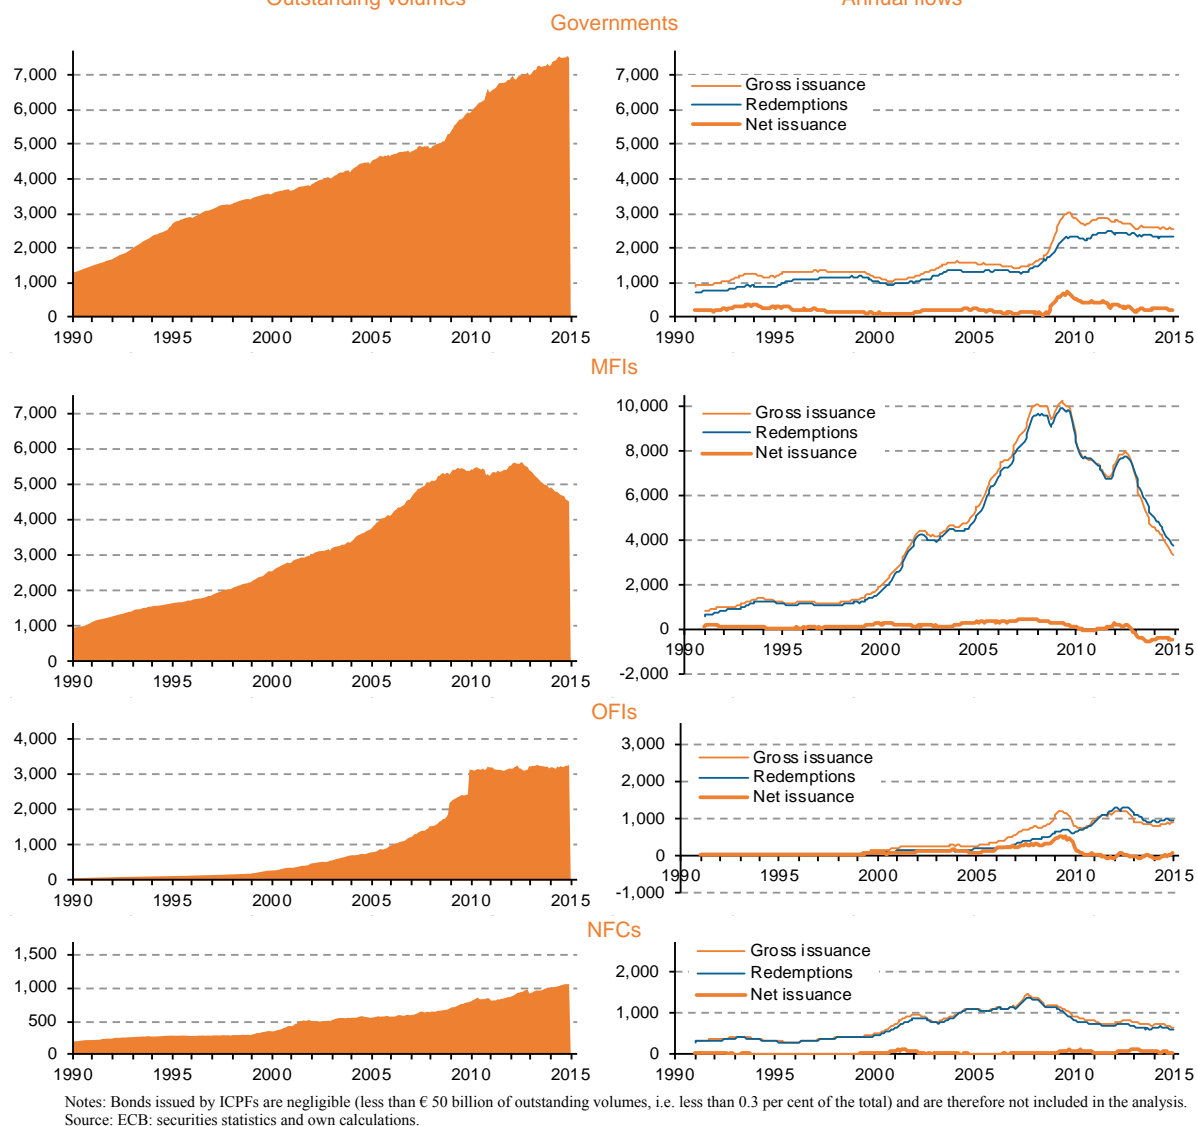 Outstanding volumes
Annual flows
Governments
7,000
6,000
5,000
4,000
3,000
2,000
1,000
0
1990 1995 2000 2005 2010 2015
7,000
6,000
5,000
4,000
3,000
2,000
1,000
0
1990 1995 2000 2005 2010 2015
Gross issuance
Redemptions
Net issuance
MFIs
7,000
6,000
5,000
4,000
3,000
2,000
1,000
0
1990 1995 2000 2005 2010 2015
10,000
8,000
6,000
4,000
2,000
0
-2,000
1990 1995 2000 2005 2010 2015
Gross issuance
Redemptions
Net issuance
OFIs
4,000
3,000
2,000
1,000
0
1990 1995 2000 2005 2010 2015
3,000
2,000
1,000
0
-1,000
1990 1995 2000 2005 2010 2015
Gross issuance
Redemptions
Net issuance
NFCs
1,500
1,000
500
0
1990 1995 2000 2005 2010 2015
2,000
1,000
0
1990 1995 2000 2005 2010 2015
Gross issuance
Redemptions
Net issuance
Notes: Bonds issued by ICPFs are negligible (less than € 50 billion of outstanding volumes, i.e. less than 0.3 per cent of the total) and are therefore not included in the analysis.
Source: ECB: securities statistics and own calculations.